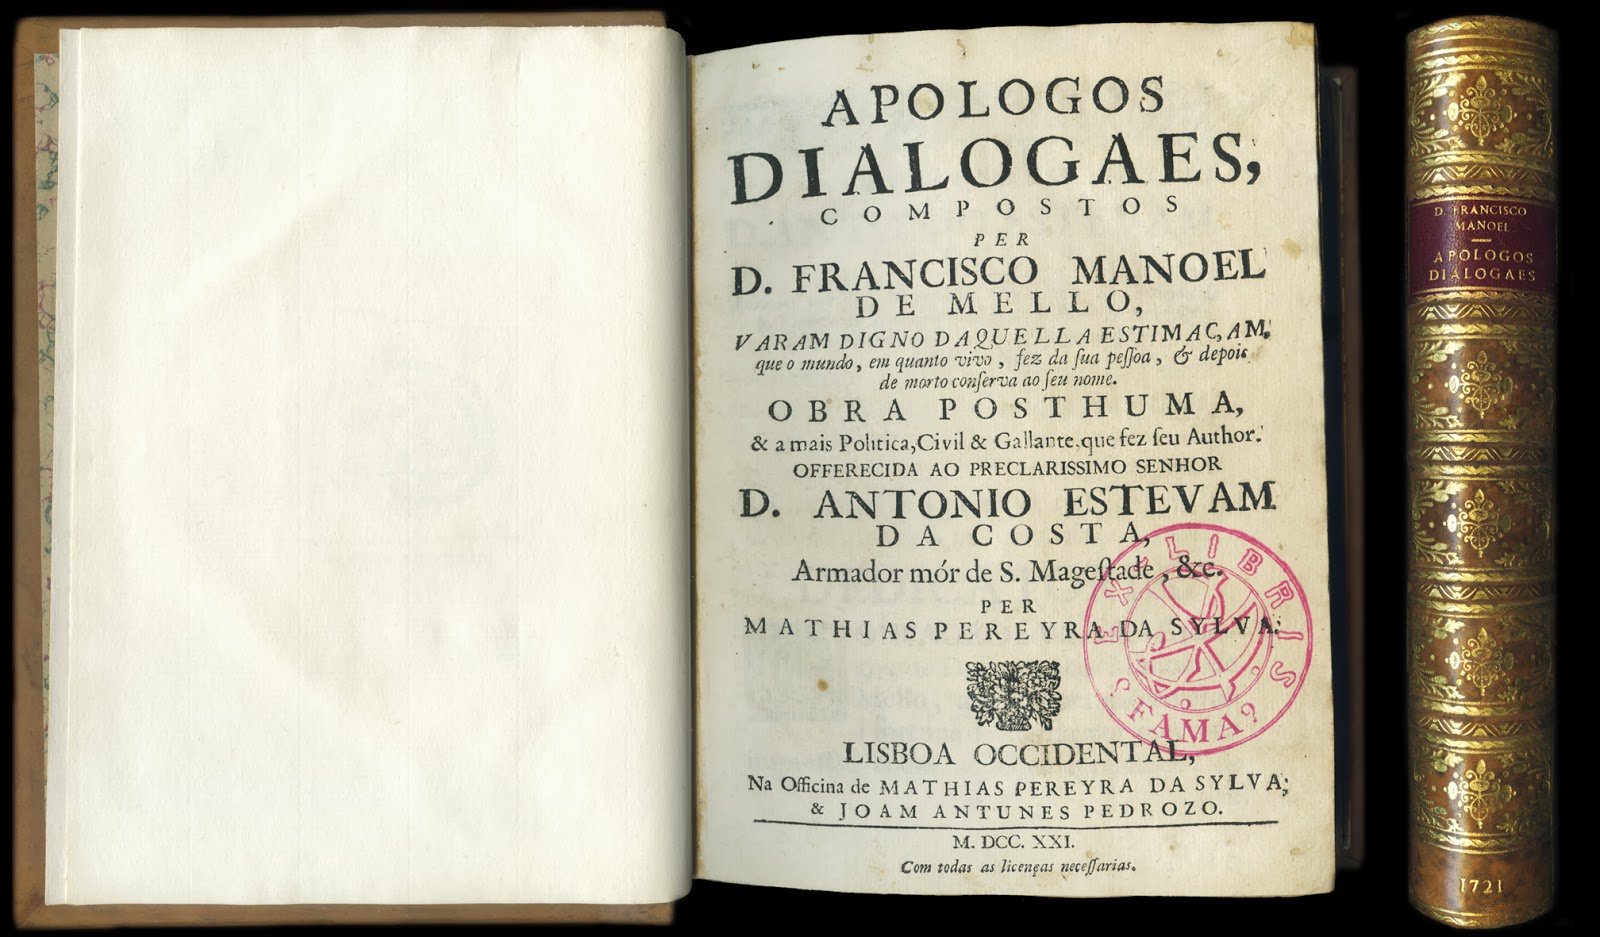 APOLOGOS
DIALOGAES,
COMPOSTOS
PER
D. FRANCISCO MANOEL
DE MELLO,
VARAM DIGNO DAQUELLA ESTIMAÇAM,
que o mundo, em quanto vivo, fez da ſua peſſoa, & depois
de morto conſerva ao ſeu nome.
OBRA POSTHUMA,
& a mais Politica, Civil & Gallante, que fez ſeu Author.
OFFERECIDA AO PRECLARISSIMO SENHOR
D. ANTONIO ESTEVAM
DA COSTA,
Armador mór de S. Mageſtade, &c.
PER
MATHIAS PEREYRA DA SYLVA.
EX LIBRIS
? FAMA?
LISBOA OCCIDENTAL,
Na Officina de MATHIAS PEREYRA DA SYLVA;
& JOAM ANTUNES PEDROZO.
M. DCC. XXI.
Com todas as licenças neceſſarias.
D. FRANCISCO
MANOEL
APOLOGOS
DIALOGAES
1721